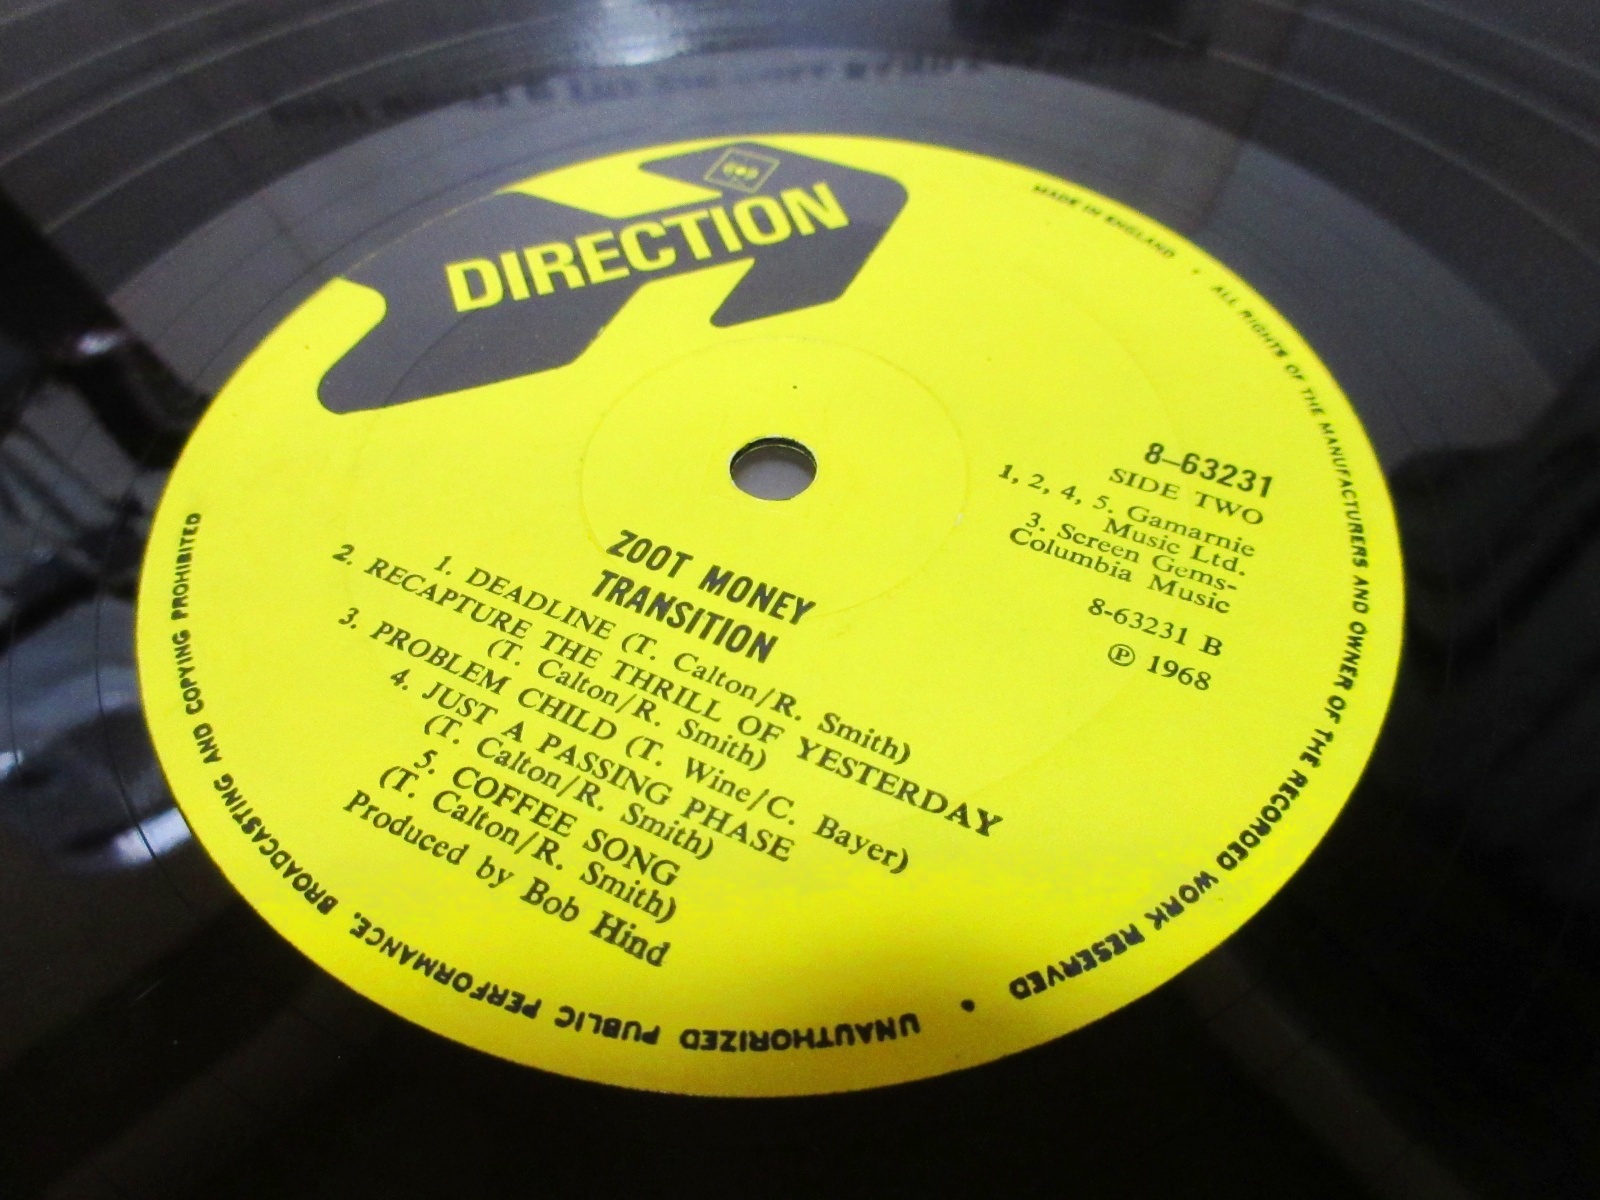 DIRECTION
MADE IN ENGLAND • ALL RIGHTS OF THE MANUFACTURERS AND OWNER OF THE RECORDED WORK RESERVED • UNAUTHORIZED PUBLIC PERFORMANCE, BROADCASTING AND COPYING PROHIBITED
8–63231
SIDE TWO
1, 2, 4, 5. Gamarnie
Music Ltd.
3. Screen Gems-
Columbia Music
8-63231 B
℗ 1968
ZOOT MONEY
TRANSITION
1. DEADLINE (T. Calton/R. Smith)
2. RECAPTURE THE THRILL OF YESTERDAY
(T. Calton/R. Smith)
3. PROBLEM CHILD (T. Wine/C. Bayer)
4. JUST A PASSING PHASE
(T. Calton/R. Smith)
5. COFFEE SONG
(T. Calton/R. Smith)
Produced by Bob Hind